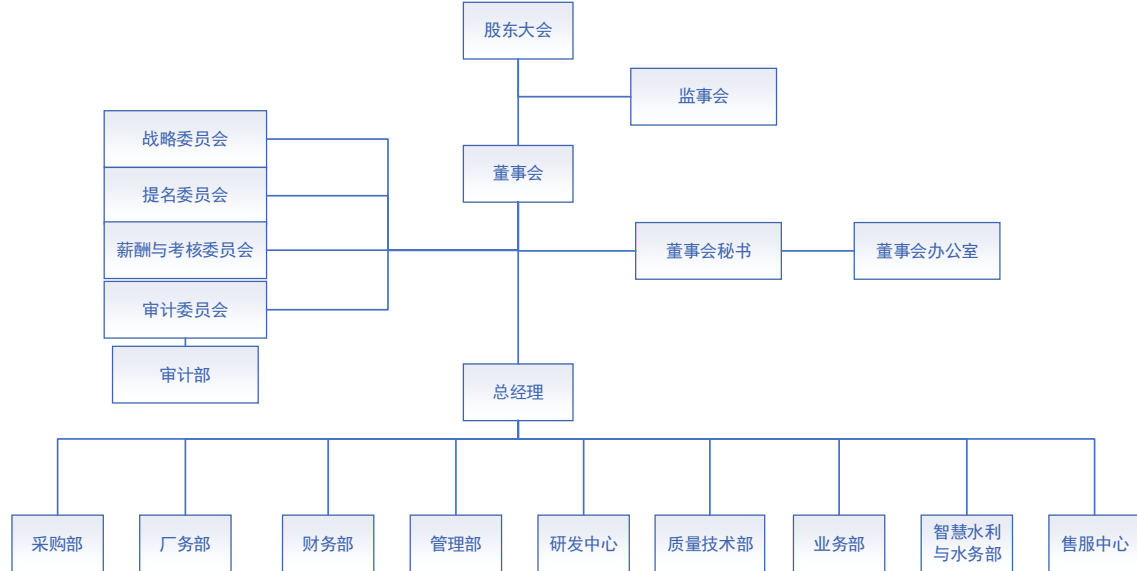 股东大会
监事会
战略委员会
董事会
提名委员会
薪酬与考核委员会
董事会秘书
董事会办公室
审计委员会
审计部
总经理
采购部
厂务部
财务部
管理部
研发中心
质量技术部
业务部
智慧水利
与水务部
售服中心